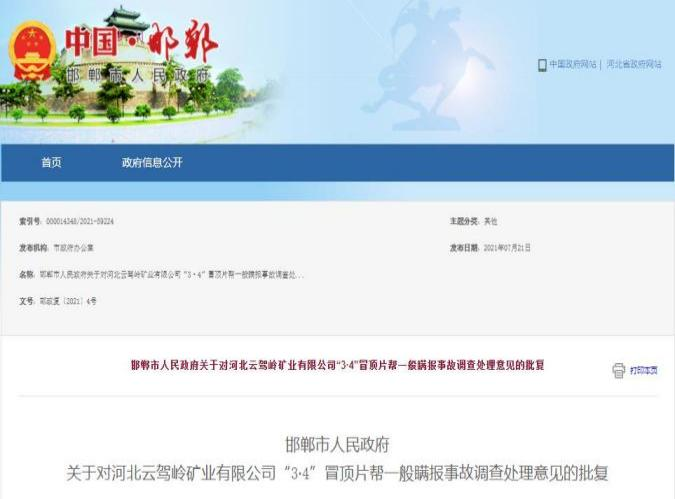 中国·邯郸
邯郸市人民政府
中国政府网站 | 河北省政府网站
首页 政府信息公开
索引号: 000014348/2021-59224 主题分类: 其他
发布机构: 市政府办公室 发布日期: 2021年07月21日
名称: 邯郸市人民政府关于对河北云驾岭矿业有限公司“3·4”冒顶片帮一般瞒报事故调查处...
文号: 邯政复〔2021〕4号
邯郸市人民政府关于对河北云驾岭矿业有限公司“3·4”冒顶片帮一般瞒报事故调查处理意见的批复
打印本页
邯郸市人民政府
关于对河北云驾岭矿业有限公司“3·4”冒顶片帮一般瞒报事故调查处理意见的批复